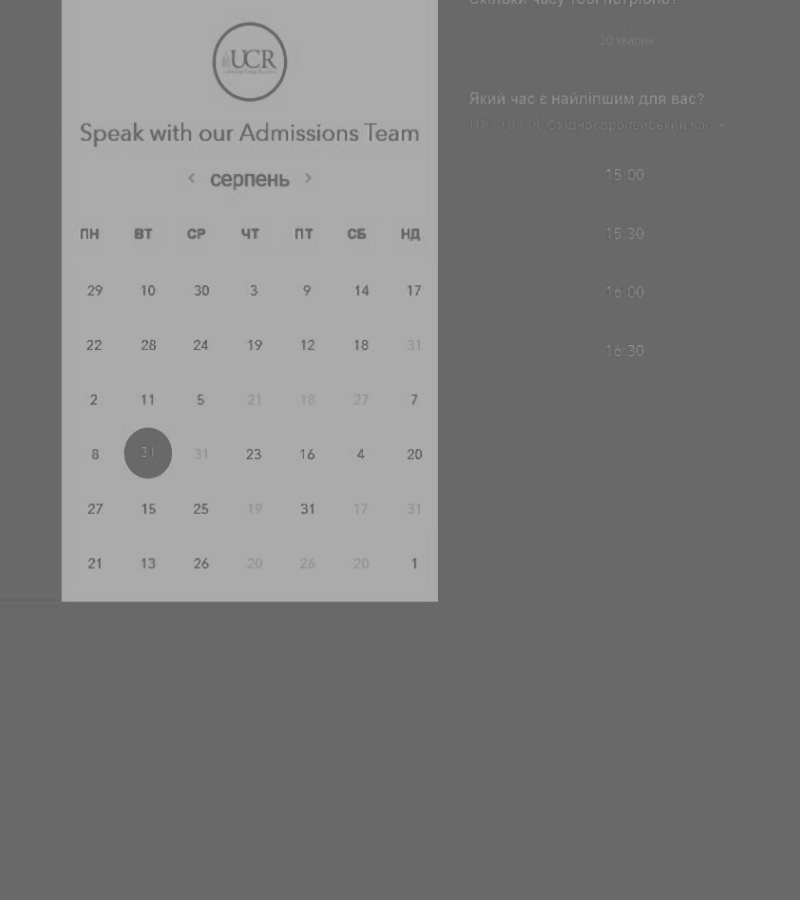 UCR
Speak with our Admissions Team
< серпень >
ПН ВТ СР ЧТ ПТ СБ НД
29 10 30 3 9 14 17
22 28 24 19 12 18 31
2 11 5 21 18 27 7
8 31 31 23 16 4 20
27 15 25 19 31 17 31
21 13 26 20 26 20 1
Скільки часу
30 хвилин
Який час є найліпшим для вас?
Східноєвропейський час
15:00
15:30
16:00
16:30